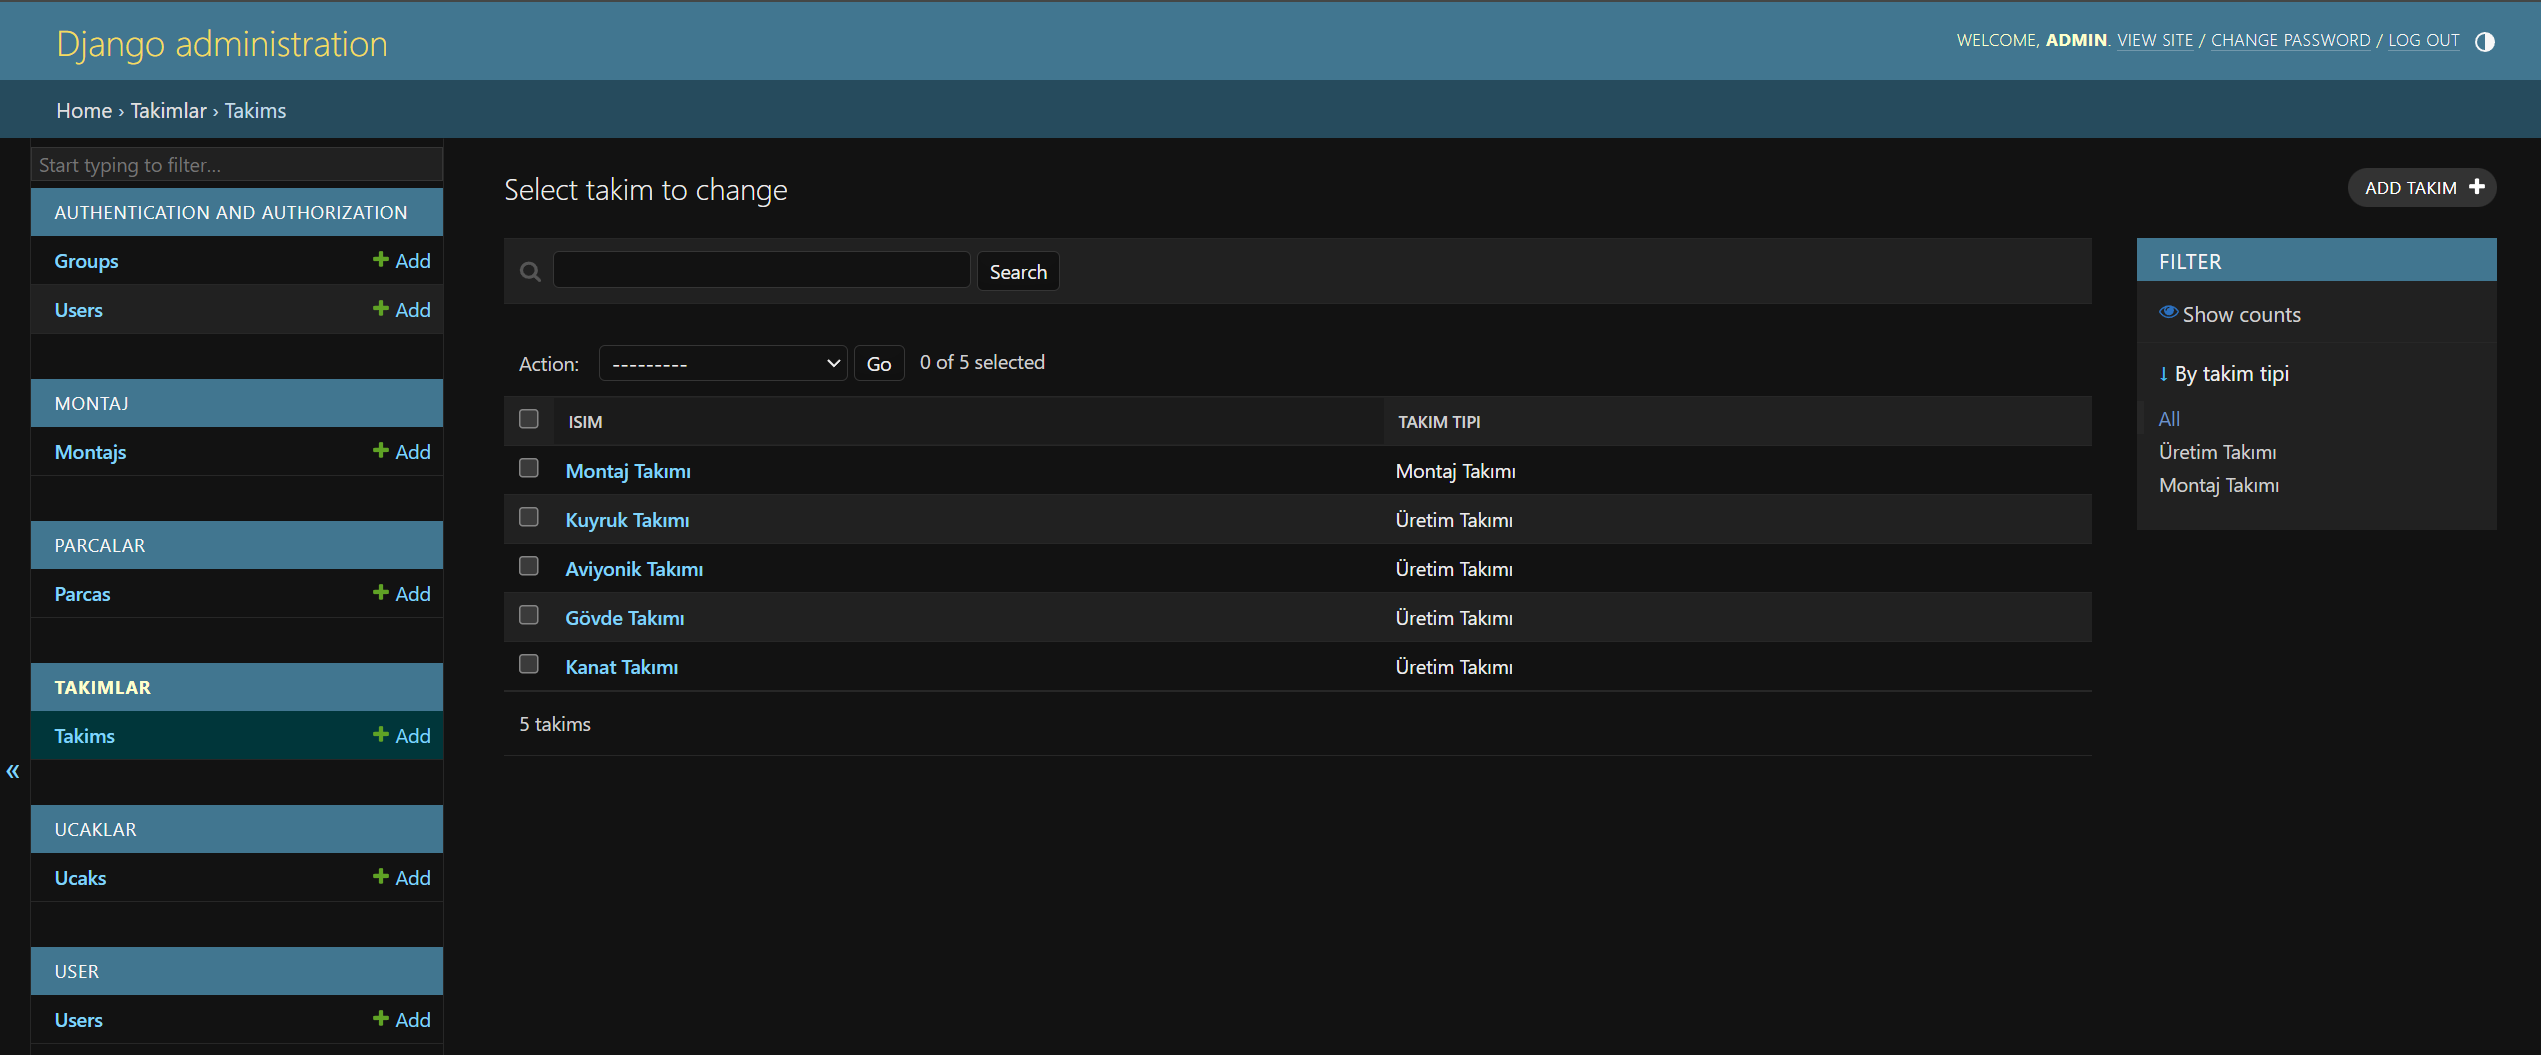 Django administration
WELCOME, ADMIN. VIEW SITE / CHANGE PASSWORD / LOG OUT
Home › Takimlar › Takims
Start typing to filter...
AUTHENTICATION AND AUTHORIZATION
Groups Add
Users Add
MONTAJ
Montajs Add
PARCALAR
Parcas Add
TAKIMLAR
Takims Add
«
UCAKLAR
Ucaks Add
USER
Users Add
Select takim to change
ADD TAKIM
Search
Action: --------- Go 0 of 5 selected
ISIM TAKIM TIPI
Montaj Takımı Montaj Takımı
Kuyruk Takımı Üretim Takımı
Aviyonik Takımı Üretim Takımı
Gövde Takımı Üretim Takımı
Kanat Takımı Üretim Takımı
5 takims
FILTER
Show counts
↓ By takim tipi
All
Üretim Takımı
Montaj Takımı